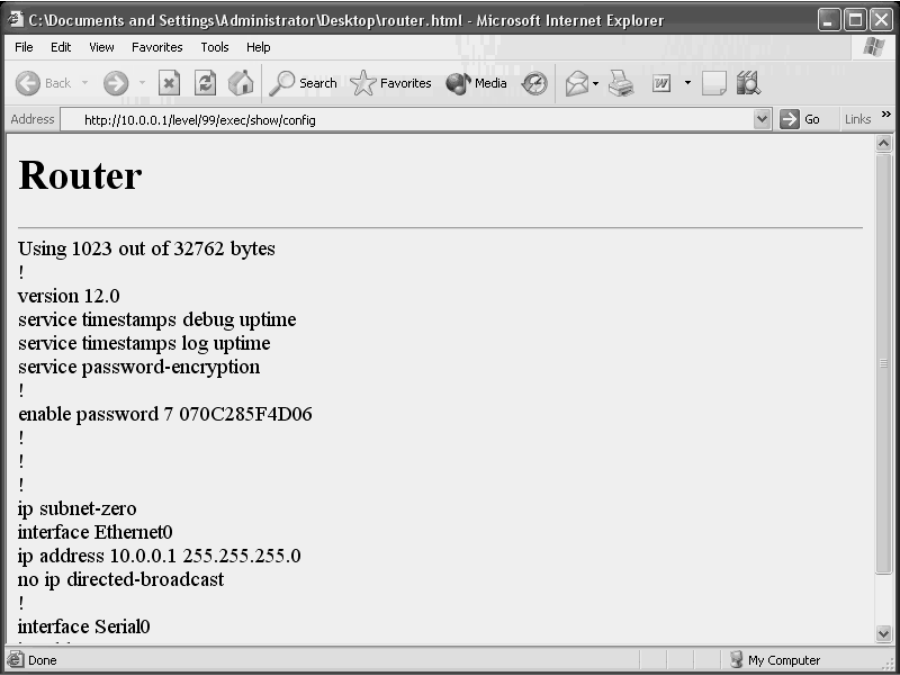 C:\Documents and Settings\Administrator\Desktop\router.html - Microsoft Internet Explorer
File Edit View Favorites Tools Help
Back Search Favorites Media
Address http://10.0.0.1/level/99/exec/show/config Go Links »
Router
Using 1023 out of 32762 bytes
!
version 12.0
service timestamps debug uptime
service timestamps log uptime
service password-encryption
!
enable password 7 070C285F4D06
!
!
!
ip subnet-zero
interface Ethernet0
ip address 10.0.0.1 255.255.255.0
no ip directed-broadcast
!
interface Serial0
Done My Computer